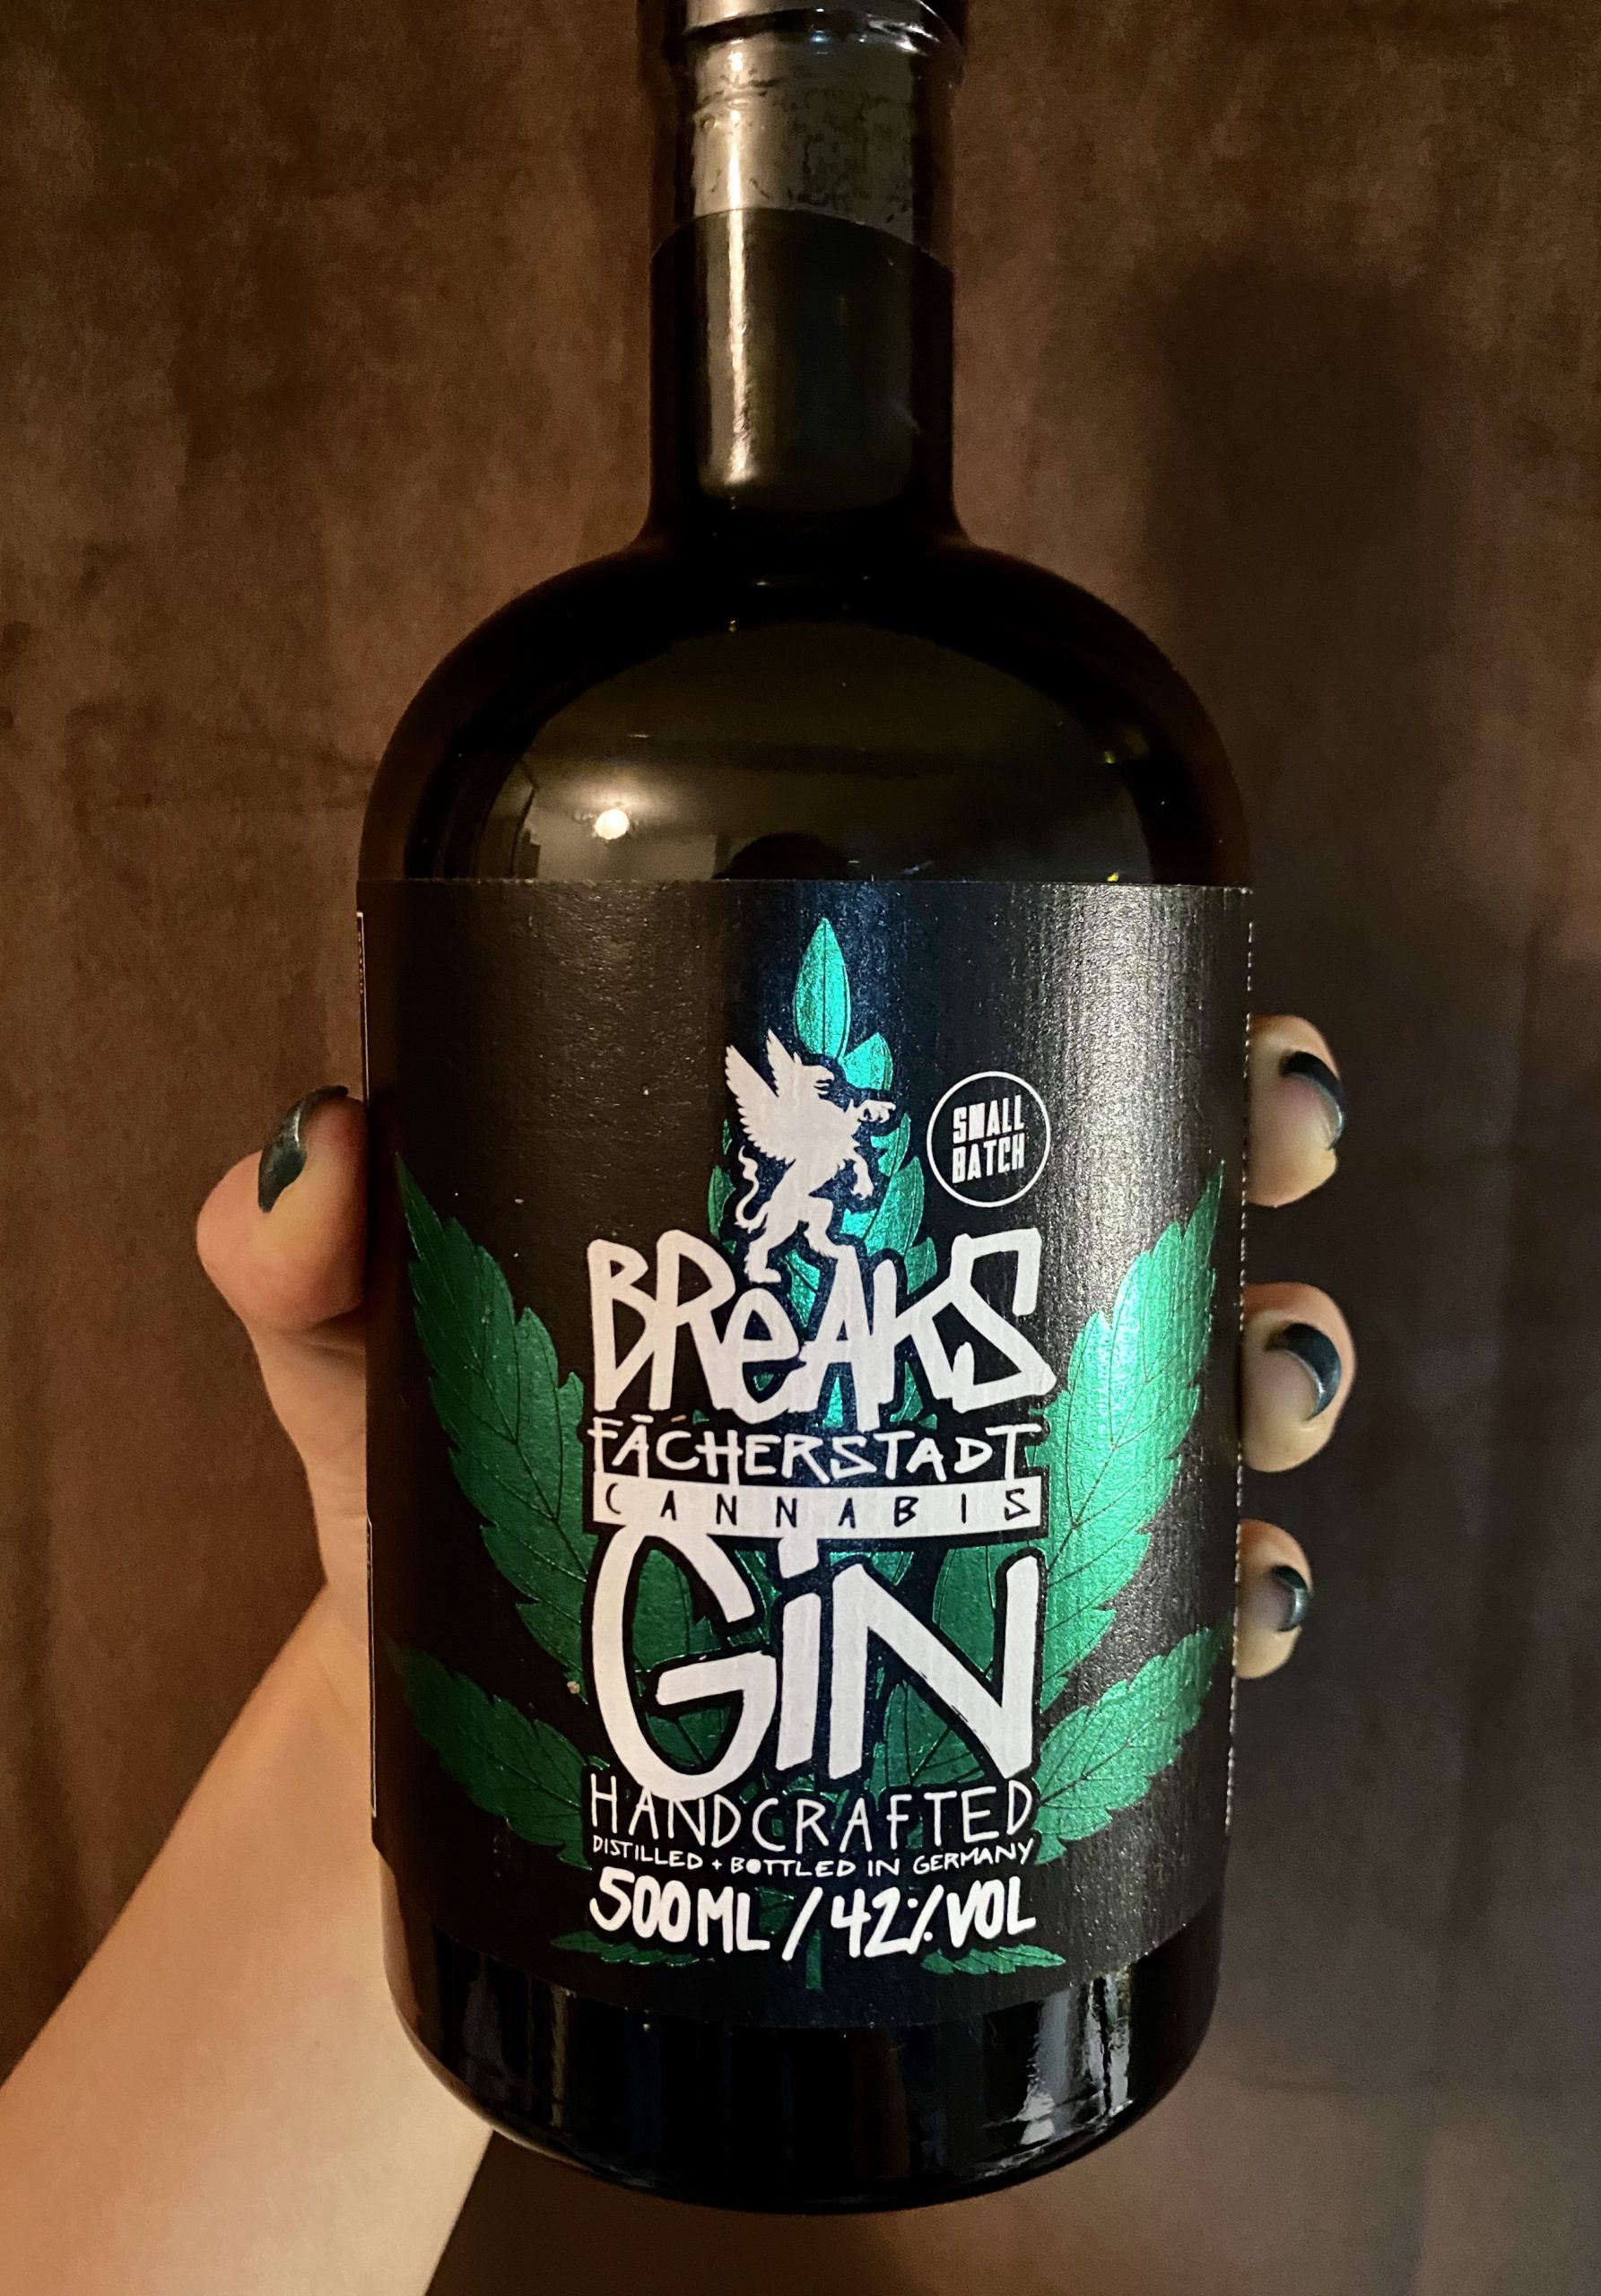 SMALL
BATCH
BReAKS
FÄCHERSTADT
CANNABIS
GiN
HANDCRAFTED
DISTILLED + BOTTLED IN GERMANY
500ML / 42% VOL